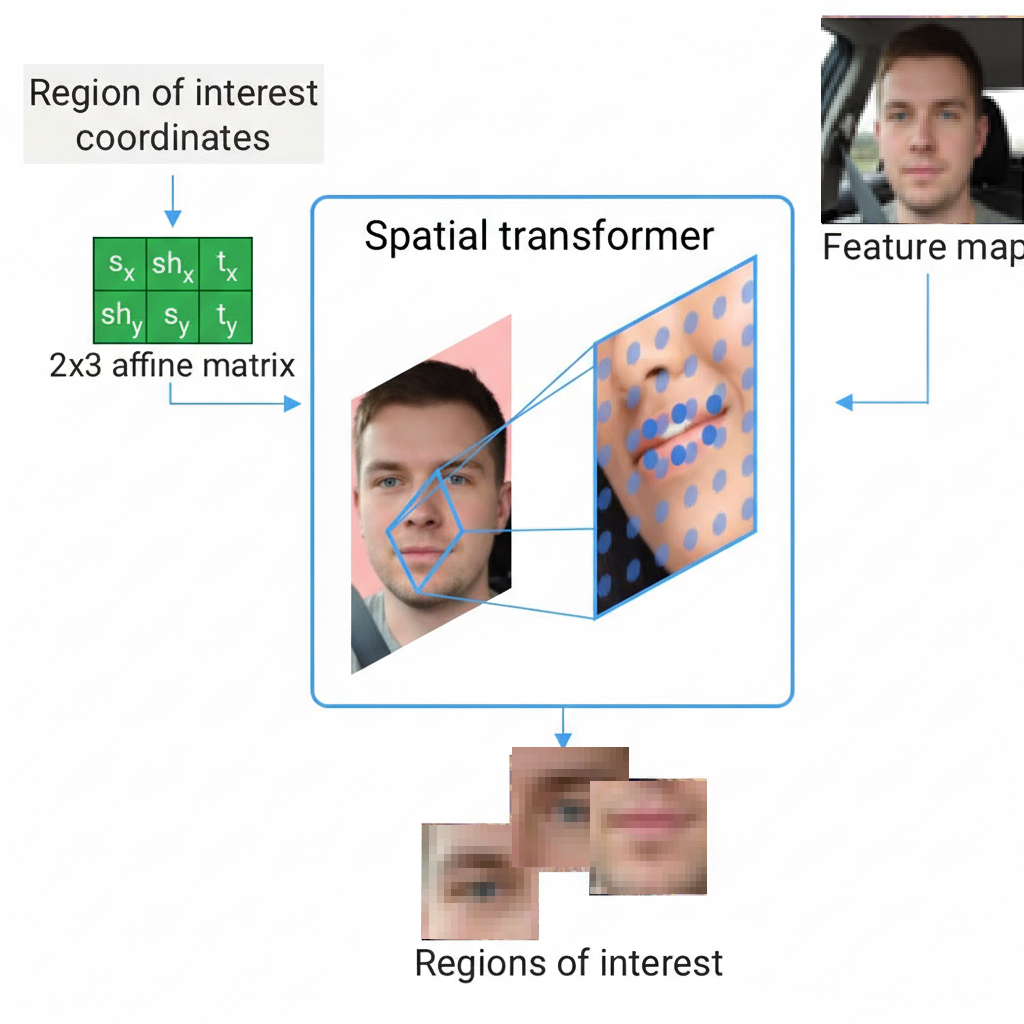 Region of interest
coordinates
s_x sh_x t_x
sh_y s_y t_y
2x3 affine matrix
Spatial transformer
Feature map
Regions of interest